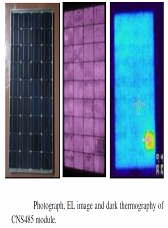 Photograph, EL image and dark thermography of
CNS485 module.